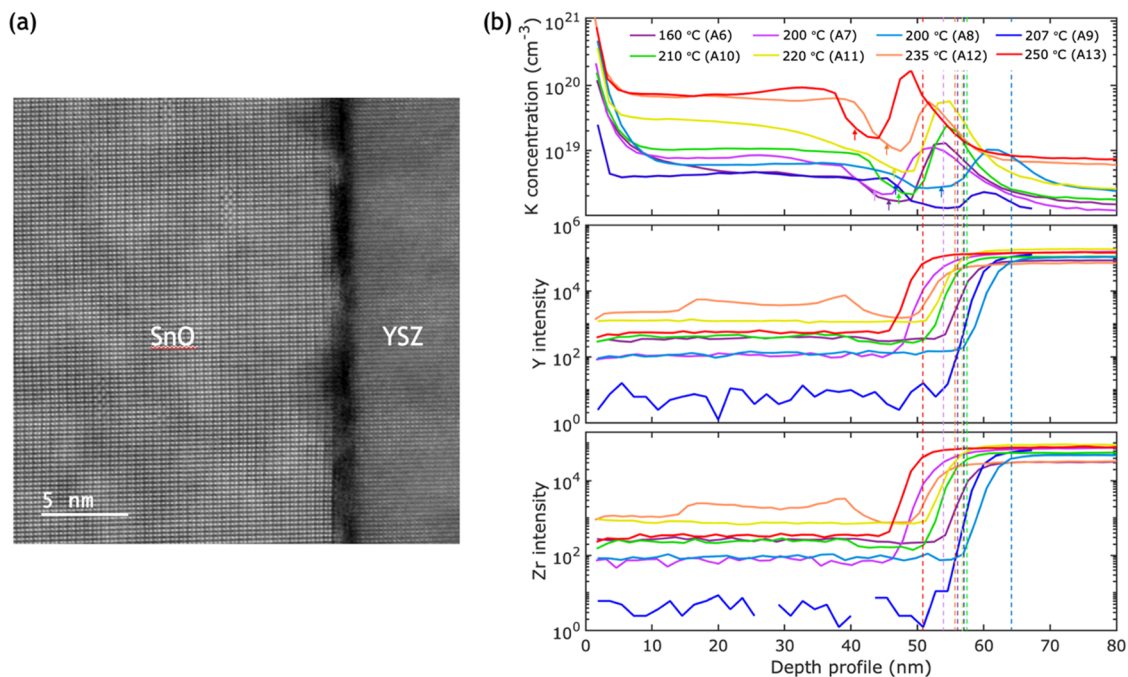 (a)
SnO
YSZ
5 nm
(b)
K concentration (cm⁻³)
10²¹
10²⁰
10¹⁹
160 °C (A6)
200 °C (A7)
200 °C (A8)
207 °C (A9)
210 °C (A10)
220 °C (A11)
235 °C (A12)
250 °C (A13)
Y intensity
10⁶
10⁴
10²
10⁰
Zr intensity
10⁴
10²
10⁰
0 10 20 30 40 50 60 70 80
Depth profile (nm)